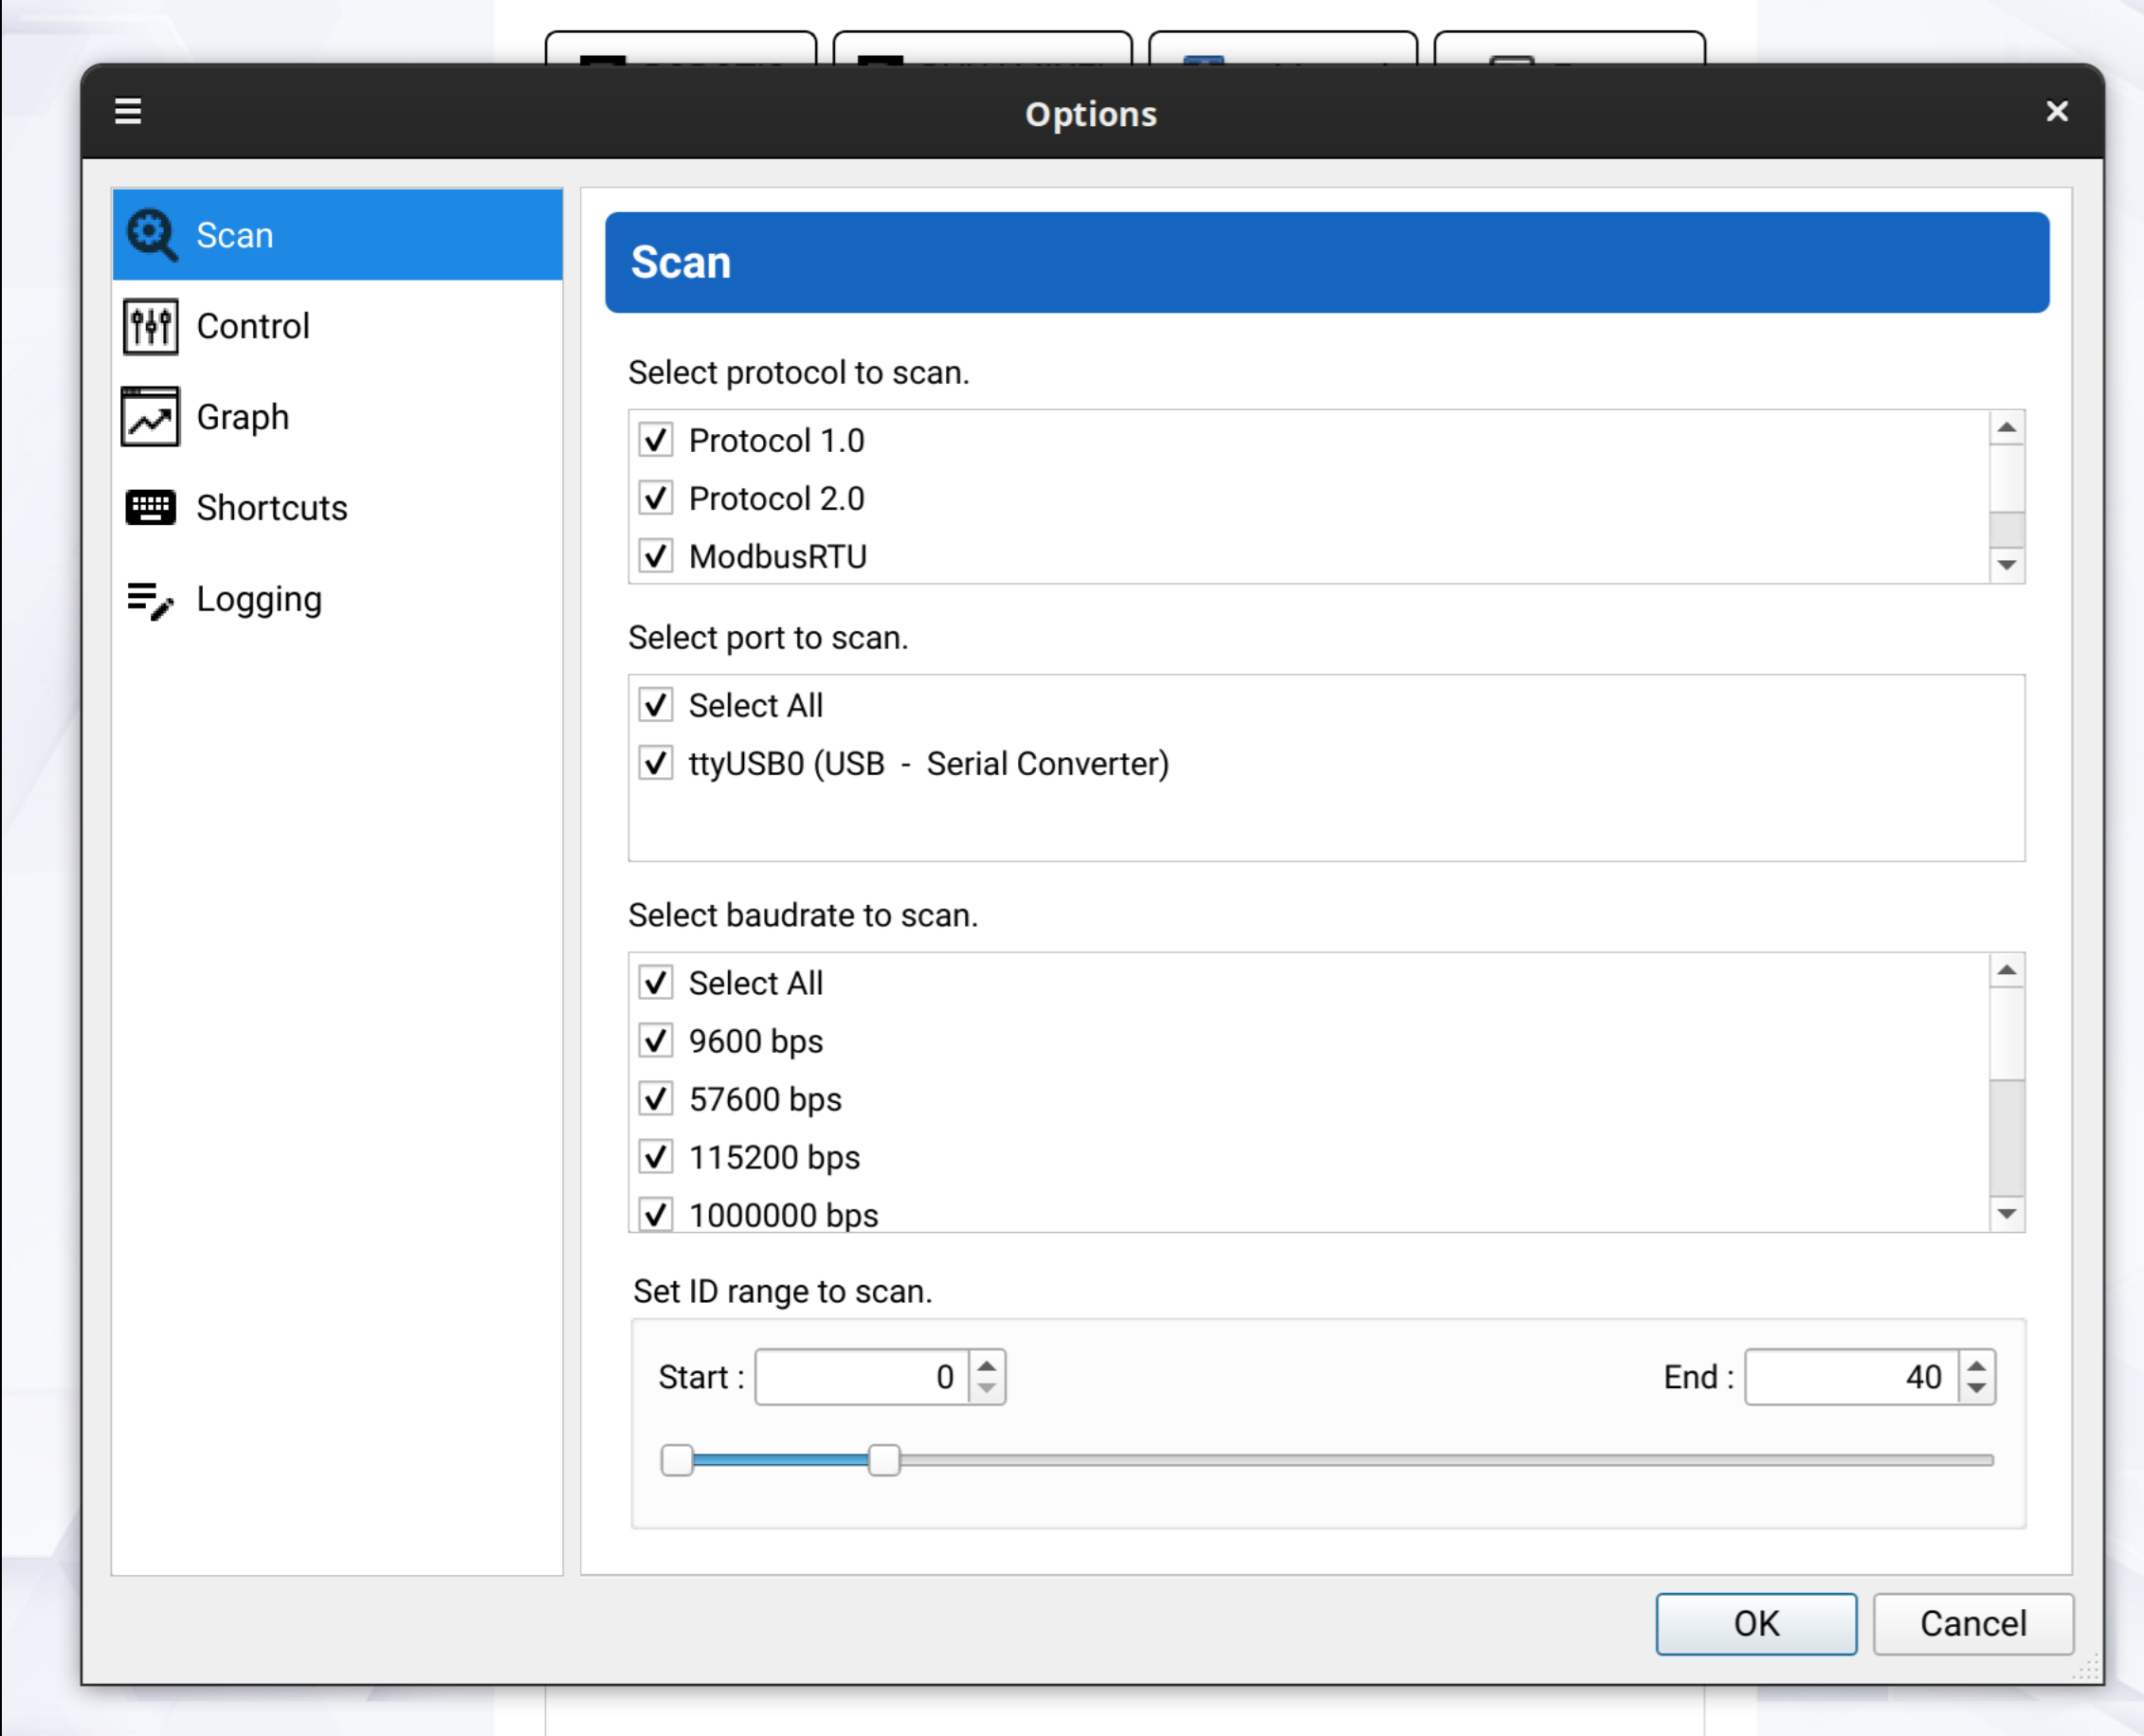 Options
Scan
Control
Graph
Shortcuts
Logging
Scan
Select protocol to scan.
Protocol 1.0
Protocol 2.0
ModbusRTU
Select port to scan.
Select All
ttyUSB0 (USB - Serial Converter)
Select baudrate to scan.
Select All
9600 bps
57600 bps
115200 bps
1000000 bps
Set ID range to scan.
Start : 0 End : 40
OK Cancel